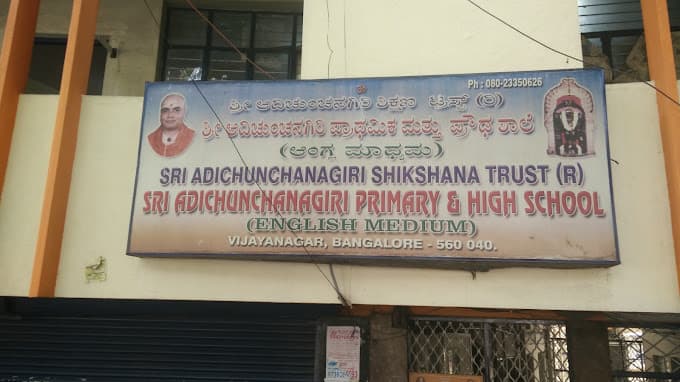 Ph : 080-23350626
ಶ್ರೀ ಆದಿಚುಂಚನಗಿರಿ ಶಿಕ್ಷಣ ಟ್ರಸ್ಟ್ (ರಿ)
ಶ್ರೀ ಆದಿಚುಂಚನಗಿರಿ ಪ್ರಾಥಮಿಕ ಮತ್ತು ಪ್ರೌಢ ಶಾಲೆ
(ಆಂಗ್ಲ ಮಾಧ್ಯಮ)
SRI ADICHUNCHANAGIRI SHIKSHANA TRUST (R)
SRI ADICHUNCHANAGIRI PRIMARY & HIGH SCHOOL
(ENGLISH MEDIUM)
VIJAYANAGAR, BANGALORE - 560 040.